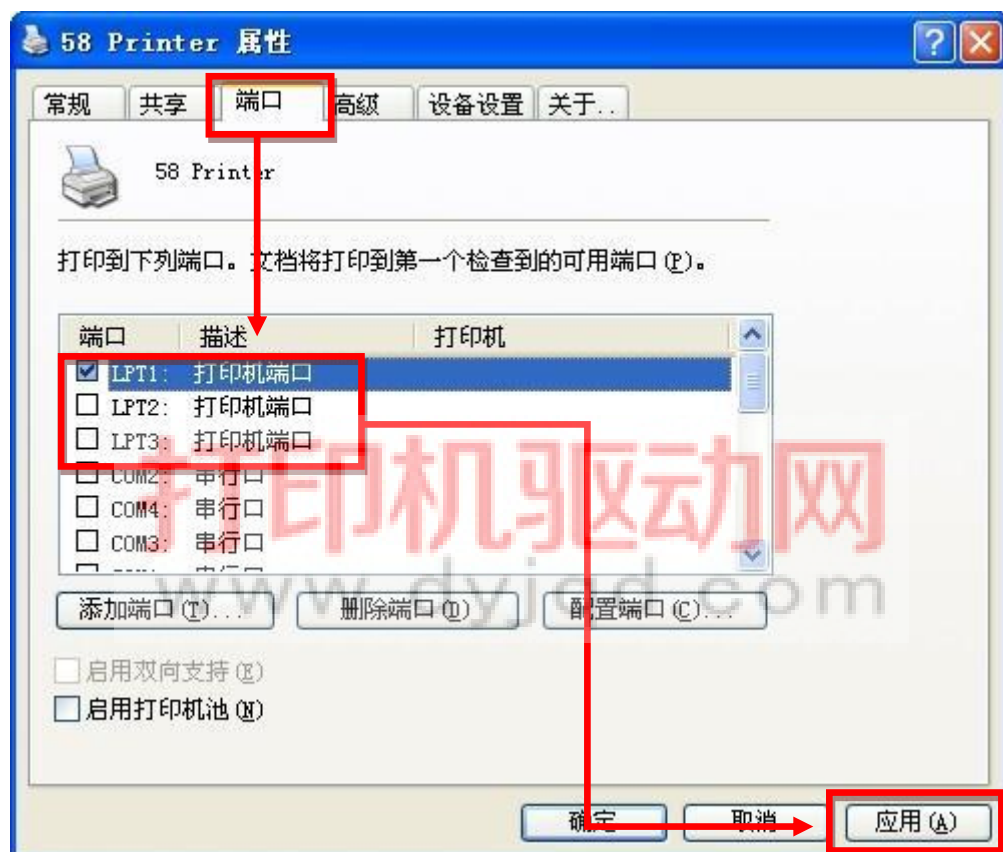 58 Printer 属性
常规 共享 端口 高级 设备设置 关于..
58 Printer
打印到下列端口。文档将打印到第一个检查到的可用端口(P)。
端口 描述 打印机
LPT1: 打印机端口
LPT2: 打印机端口
LPT3: 打印机端口
COM2: 串行口
COM4: 串行口
COM3: 串行口
打印机驱动网
www.dyjqd.com
添加端口(T)... 删除端口(D) 配置端口(C)...
启用双向支持(E)
启用打印机池(N)
确定 取消 应用(A)